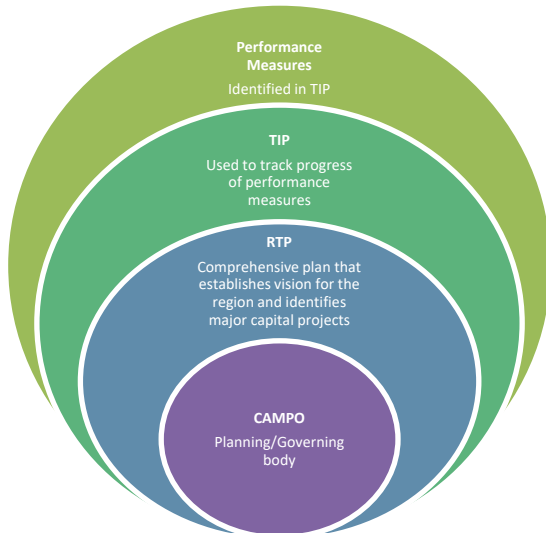 Performance
Measures
Identified in TIP
TIP
Used to track progress
of performance
measures
RTP
Comprehensive plan that
establishes vision for the
region and identifies
major capital projects
CAMPO
Planning/Governing
body